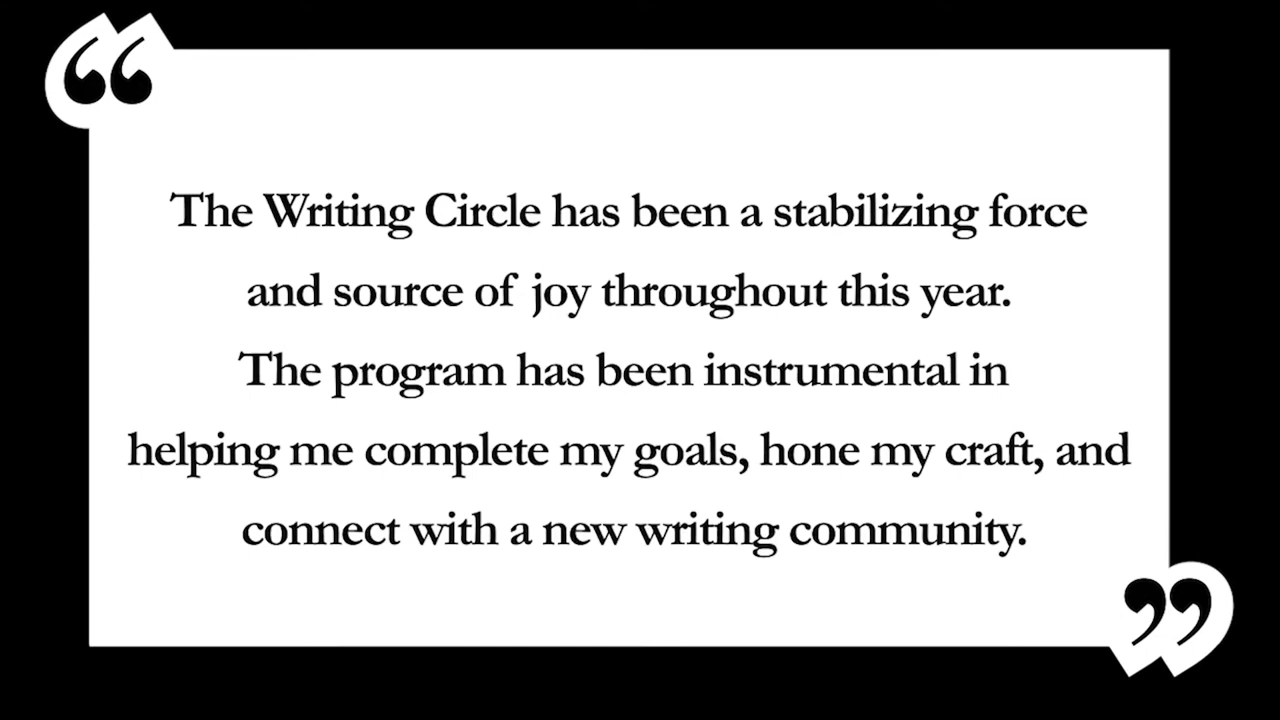 “
The Writing Circle has been a stabilizing force
and source of joy throughout this year.
The program has been instrumental in
helping me complete my goals, hone my craft, and
connect with a new writing community.
”